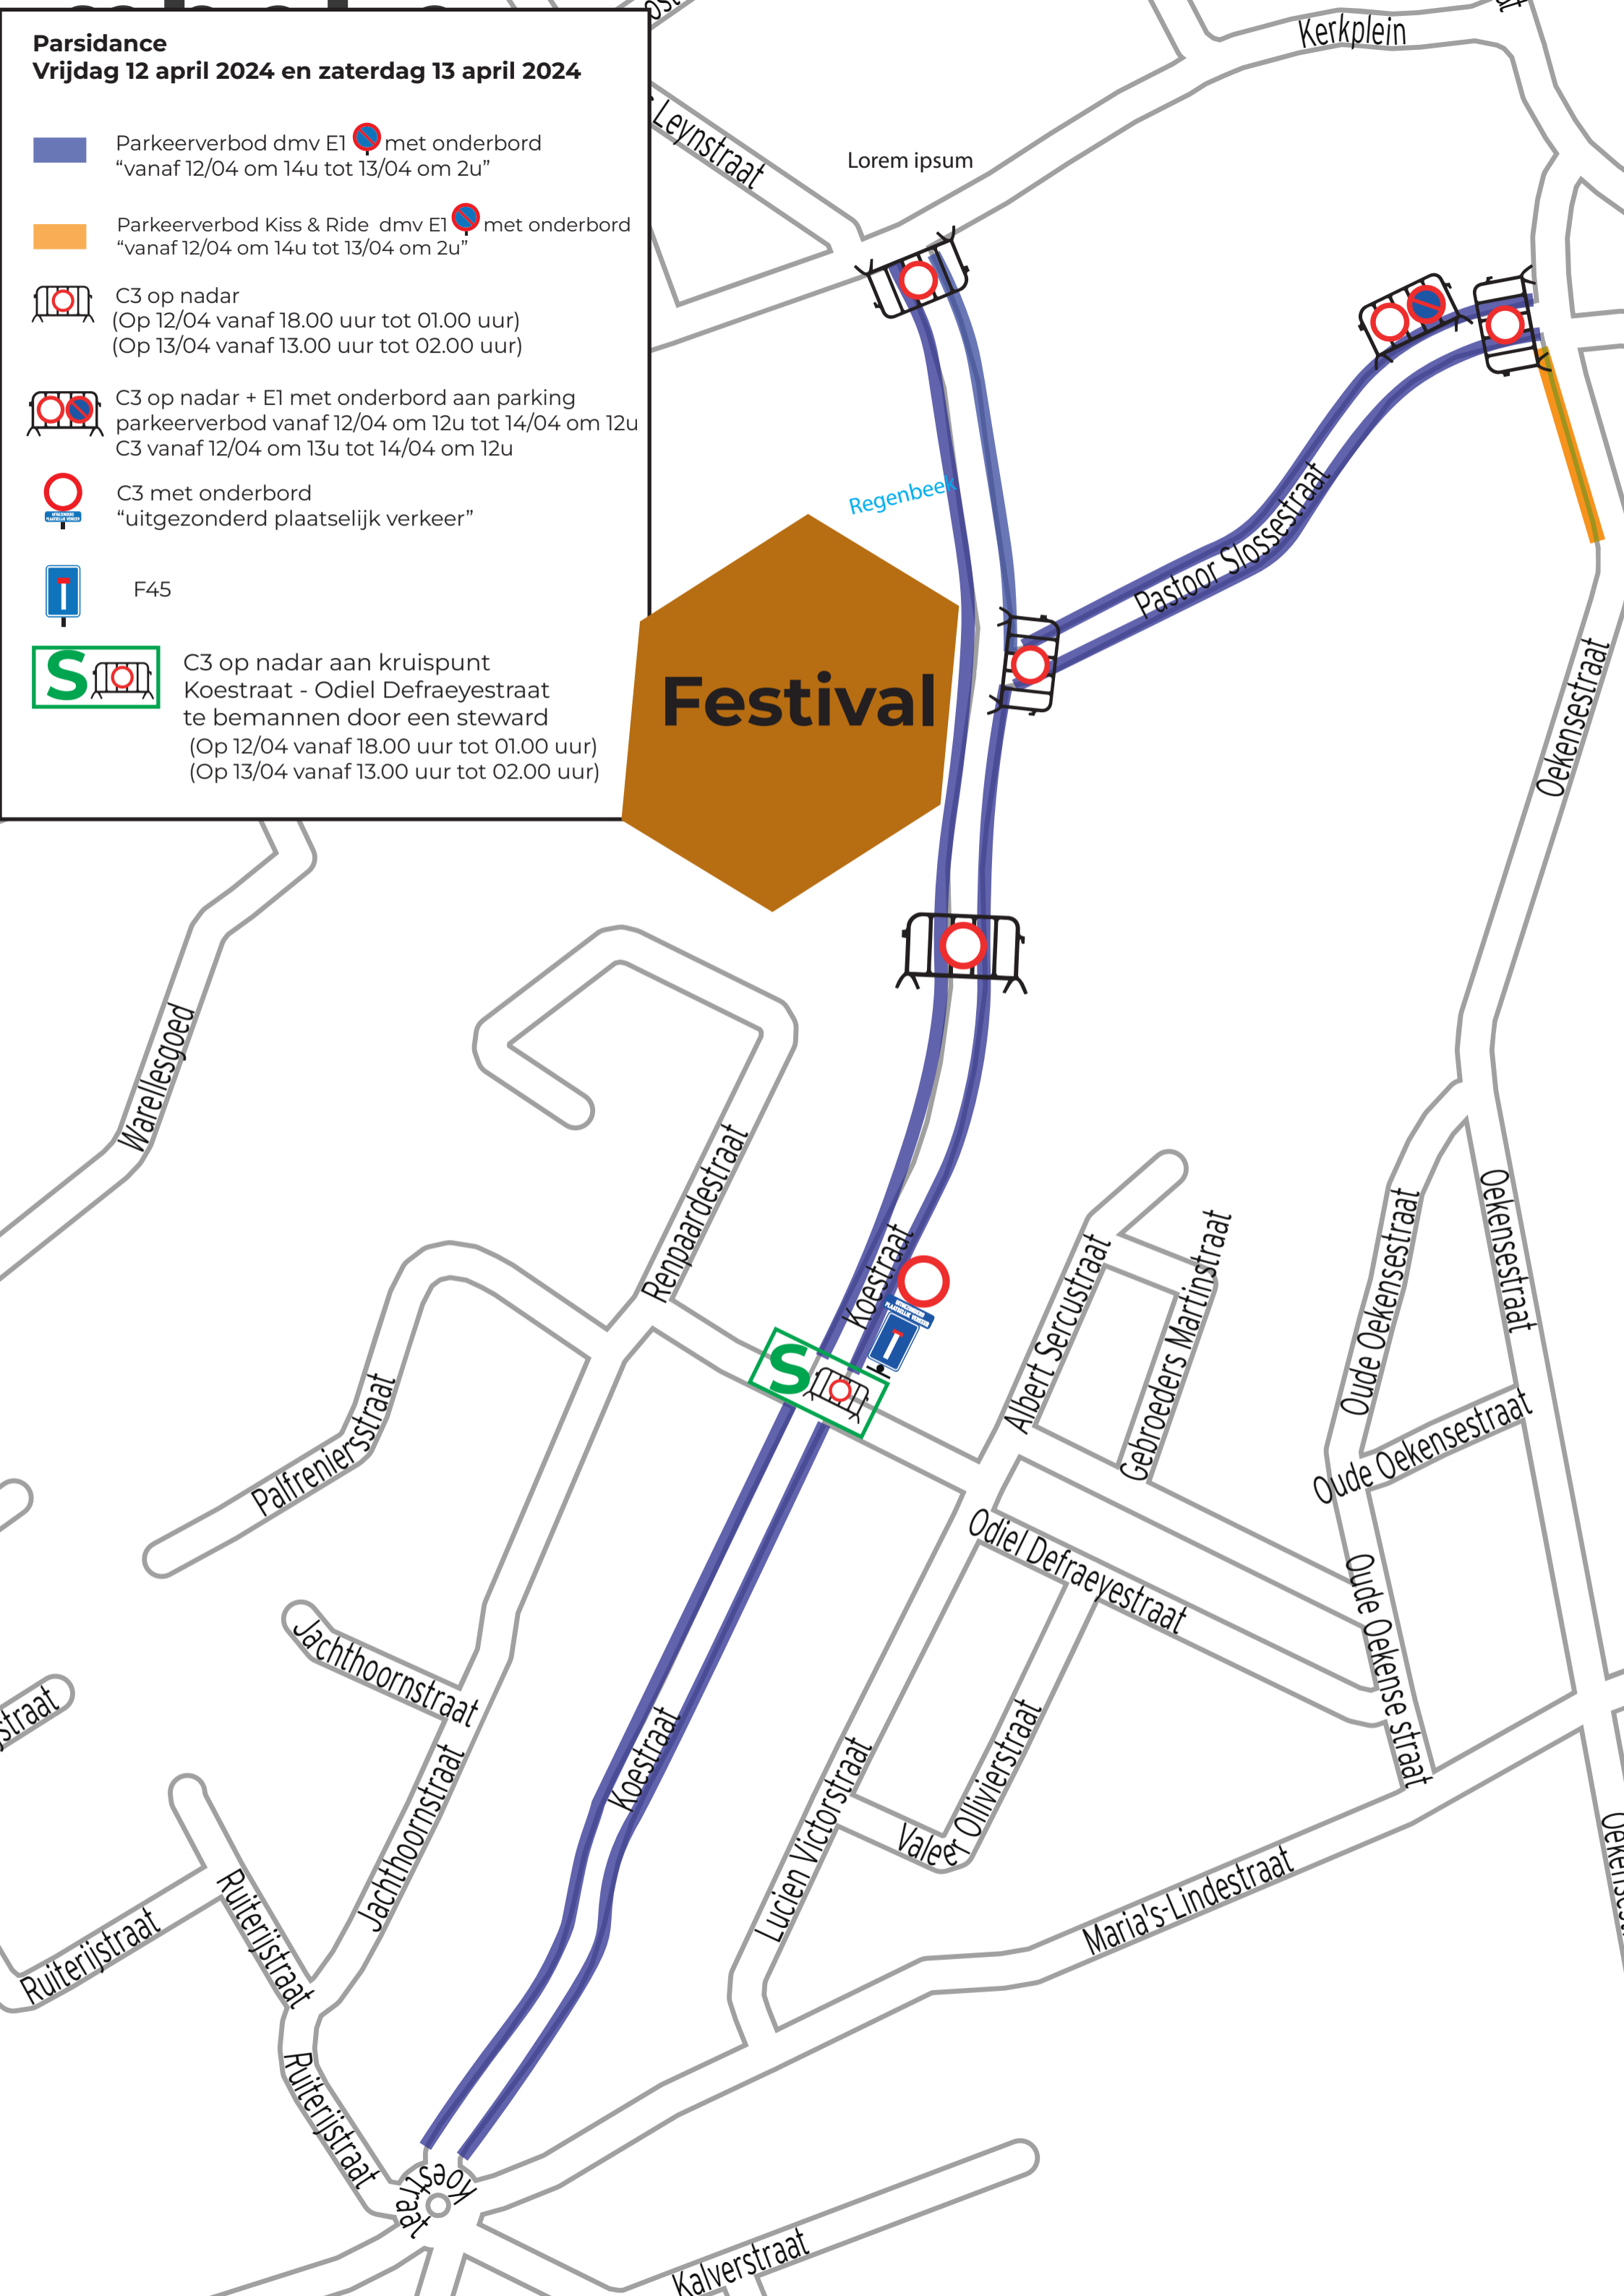 Parsidance
Vrijdag 12 april 2024 en zaterdag 13 april 2024
Parkeerverbod dmv E1 met onderbord
“vanaf 12/04 om 14u tot 13/04 om 2u”
Parkeerverbod Kiss & Ride dmv E1 met onderbord
“vanaf 12/04 om 14u tot 13/04 om 2u”
C3 op nadar
(Op 12/04 vanaf 18.00 uur tot 01.00 uur)
(Op 13/04 vanaf 13.00 uur tot 02.00 uur)
C3 op nadar + E1 met onderbord aan parking
parkeerverbod vanaf 12/04 om 12u tot 14/04 om 12u
C3 vanaf 12/04 om 13u tot 14/04 om 12u
C3 met onderbord
“uitgezonderd plaatselijk verkeer”
F45
S
C3 op nadar aan kruispunt
Koestraat - Odiel Defraeyestraat
te bemannen door een steward
(Op 12/04 vanaf 18.00 uur tot 01.00 uur)
(Op 13/04 vanaf 13.00 uur tot 02.00 uur)
Kerkplein
Leynstraat
Lorem ipsum
Regenbeek
Pastoor Slossestraat
Festival
Oekensestraat
Warellesgoed
Renpaardestraat
Koestraat
UITGEZONDERD
PLAATSELIJK VERKEER
S
Albert Sercustraat
Gebroeders Martinstraat
Oude Oekensestraat
Oekensestraat
Palfreniersstraat
Oude Oekensestraat
Odiel Defraeyestraat
Oude Oekense straat
Jachthoornstraat
straat
Koestraat
Jachthoornstraat
Lucien Victorstraat
Valeer Ollivierstraat
Maria's-Lindestraat
Ruiterijstraat
Ruiterijstraat
Ruiterijstraat
Koestraat
Kalverstraat